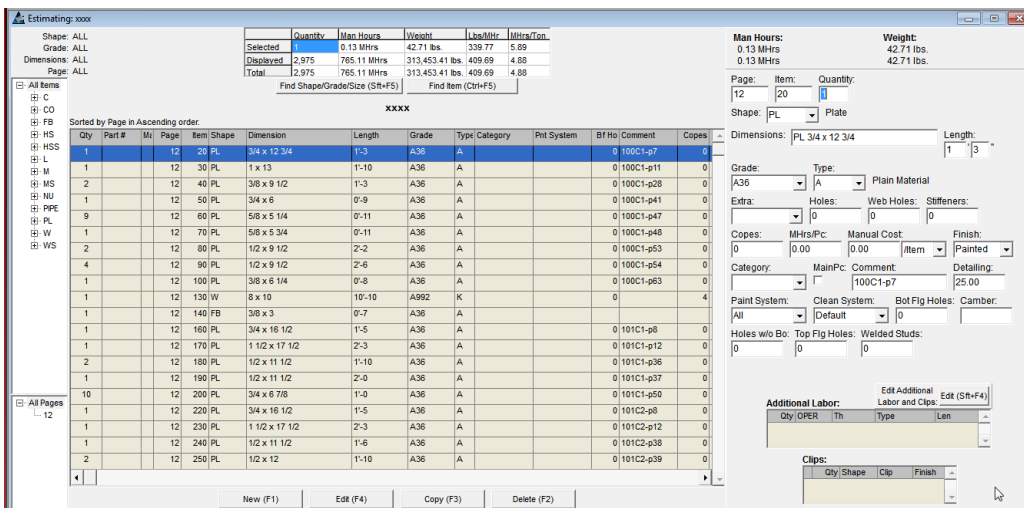 Estimating: xxxx
Shape: ALL
Grade: ALL
Dimensions: ALL
Page: ALL
Quantity Man Hours Weight Lbs/MHr MHrs/Ton
Selected 1 0.13 MHrs 42.71 lbs. 339.77 5.89
Displayed 2,975 765.11 MHrs 313,453.41 lbs. 409.69 4.88
Total 2,975 765.11 MHrs 313,453.41 lbs. 409.69 4.88
Find Shape/Grade/Size (Sft+F5) Find Item (Ctrl+F5)
xxxx
All Items
C
CO
FB
HS
HSS
L
M
MS
NU
PIPE
PL
W
WS
All Pages
12
Sorted by Page in Ascending order.
Qty Part # Ma Page Item Shape Dimension Length Grade Type Category Pnt System Bf Ho Comment Copes
1 12 20 PL 3/4 x 12 3/4 1'-3 A36 A 0 100C1-p7 0
1 12 30 PL 1 x 13 1'-10 A36 A 0 100C1-p11 0
2 12 40 PL 3/8 x 9 1/2 1'-3 A36 A 0 100C1-p28 0
1 12 50 PL 3/4 x 6 0'-9 A36 A 0 100C1-p41 0
9 12 60 PL 5/8 x 5 1/4 0'-11 A36 A 0 100C1-p47 0
1 12 70 PL 5/8 x 5 3/4 0'-11 A36 A 0 100C1-p48 0
2 12 80 PL 1/2 x 9 1/2 2'-2 A36 A 0 100C1-p53 0
4 12 90 PL 1/2 x 9 1/2 2'-6 A36 A 0 100C1-p54 0
1 12 100 PL 3/8 x 6 1/4 0'-8 A36 A 0 100C1-p63 0
1 12 130 W 8 x 10 10'-10 A992 K 0 4
1 12 140 FB 3/8 x 3 0'-7 A36 A
1 12 160 PL 3/4 x 16 1/2 1'-5 A36 A 0 101C1-p8 0
1 12 170 PL 1 1/2 x 17 1/2 2'-3 A36 A 0 101C1-p12 0
2 12 180 PL 1/2 x 11 1/2 1'-10 A36 A 0 101C1-p36 0
1 12 190 PL 1/2 x 11 1/2 2'-0 A36 A 0 101C1-p37 0
10 12 200 PL 3/4 x 6 7/8 1'-0 A36 A 0 101C1-p50 0
1 12 220 PL 3/4 x 16 1/2 1'-5 A36 A 0 101C2-p8 0
1 12 230 PL 1 1/2 x 17 1/2 2'-3 A36 A 0 101C2-p12 0
1 12 240 PL 1/2 x 11 1/2 1'-6 A36 A 0 101C2-p38 0
2 12 250 PL 1/2 x 12 1'-10 A36 A 0 101C2-p39 0
New (F1) Edit (F4) Copy (F3) Delete (F2)
Man Hours: Weight:
0.13 MHrs 42.71 lbs.
0.13 MHrs 42.71 lbs.
Page: Item: Quantity:
12 20 1
Shape: PL Plate
Dimensions: PL 3/4 x 12 3/4 Length:
1 ' 3 "
Grade: Type:
A36 A Plain Material
Extra: Holes: Web Holes: Stiffeners:
0 0 0
Copes: MHrs/Pc: Manual Cost: Finish:
0 0.00 0.00 /Item Painted
Category: MainPc: Comment: Detailing:
100C1-p7 25.00
Paint System: Clean System: Bot Flg Holes: Camber:
All Default 0
Holes w/o Bo: Top Flg Holes: Welded Studs:
0 0 0
Edit Additional
Additional Labor: Labor and Clips: Edit (Sft+F4)
Qty OPER Th Type Len
Clips:
Qty Shape Clip Finish